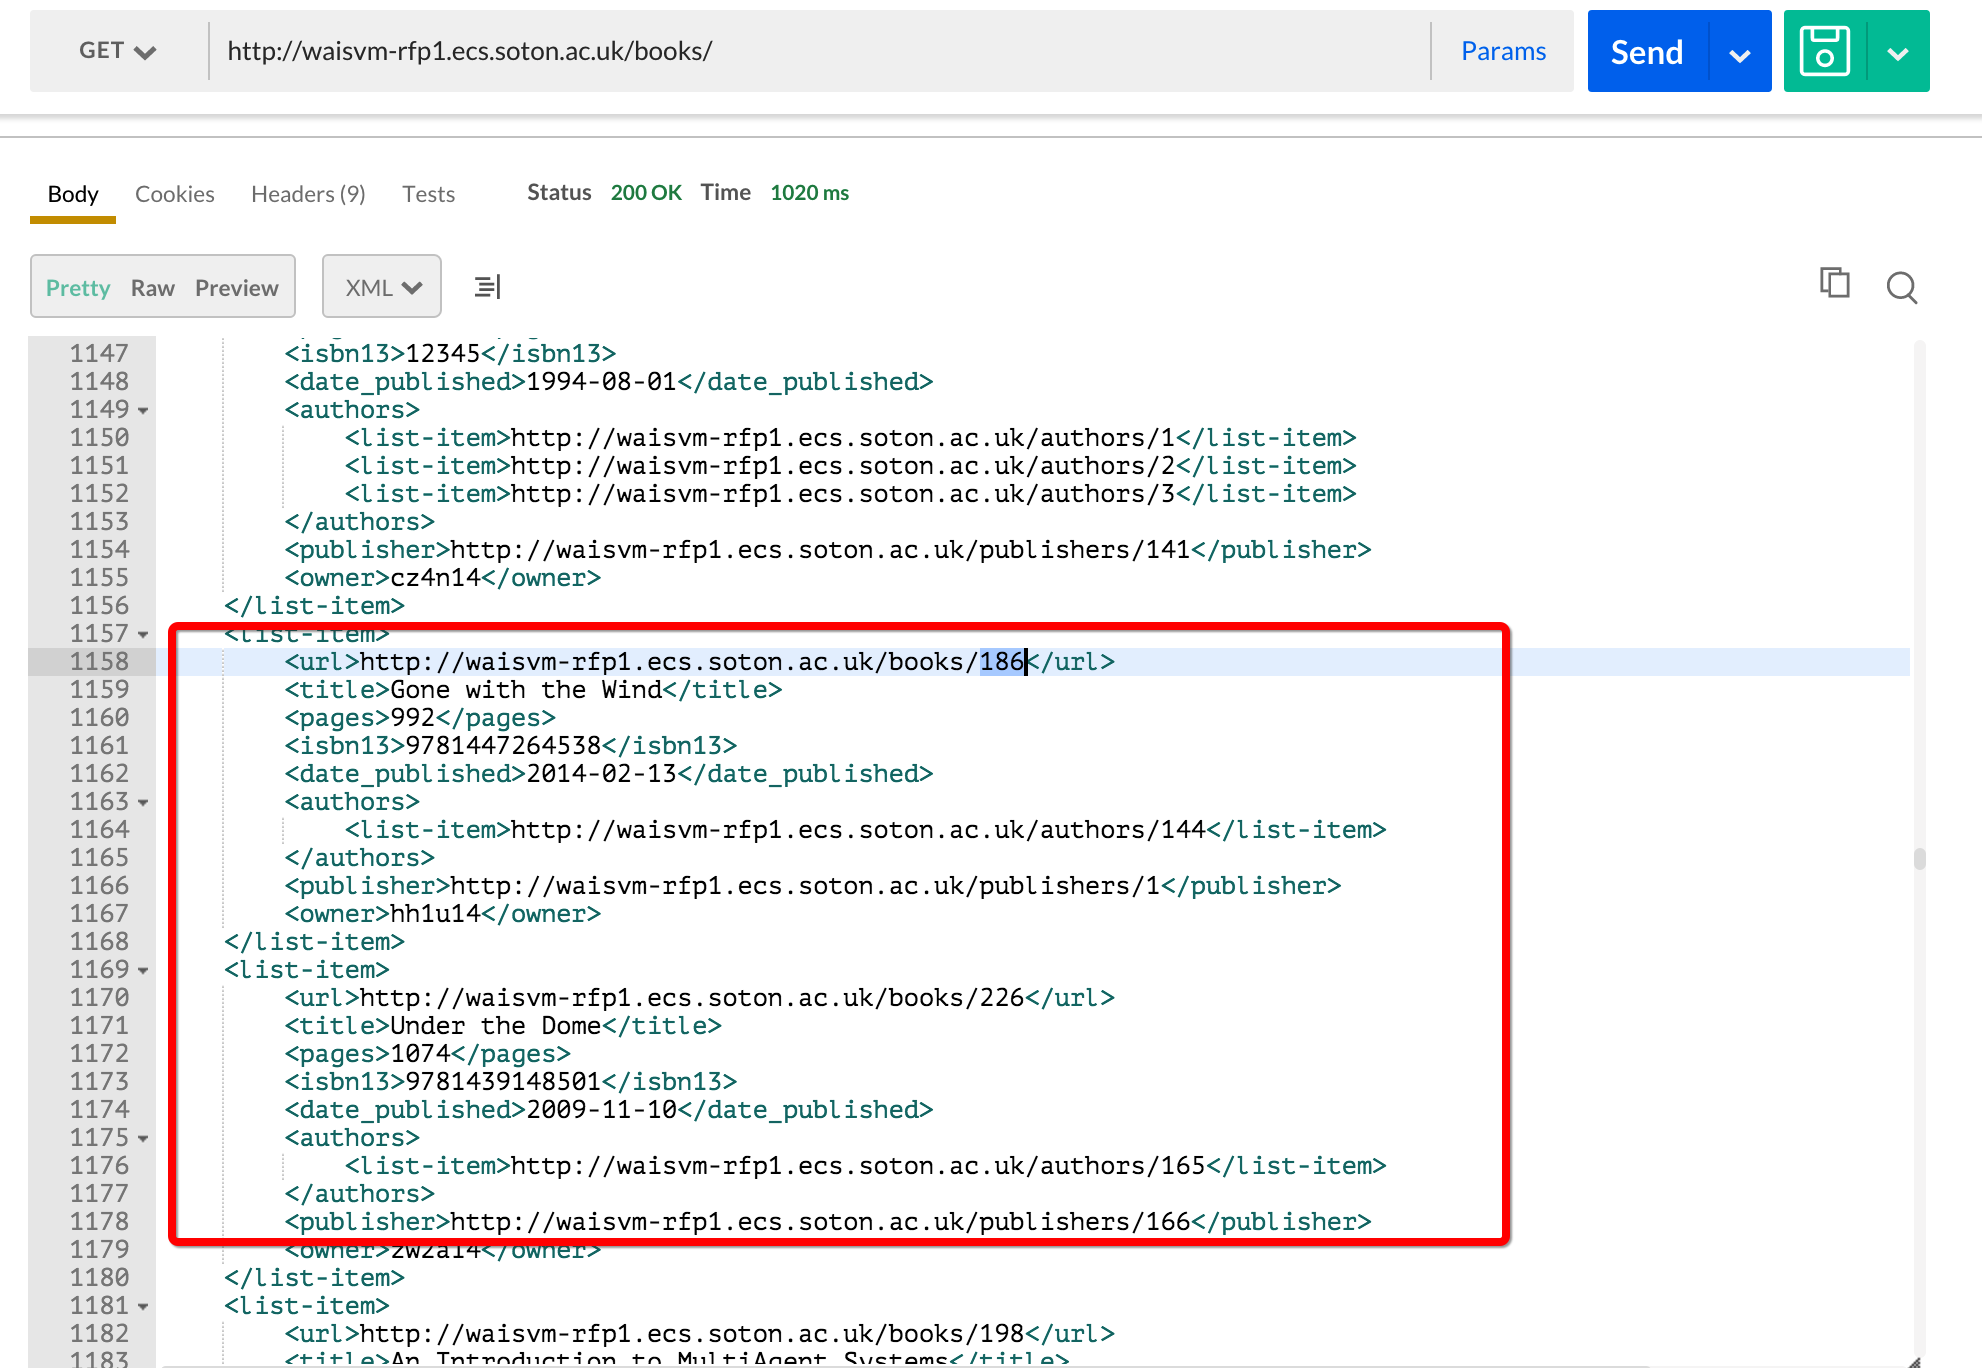 GET http://waisvm-rfp1.ecs.soton.ac.uk/books/ Params Send
Body Cookies Headers (9) Tests Status 200 OK Time 1020 ms
Pretty Raw Preview XML
1147 <isbn13>12345</isbn13>
1148 <date_published>1994-08-01</date_published>
1149 <authors>
1150 <list-item>http://waisvm-rfp1.ecs.soton.ac.uk/authors/1</list-item>
1151 <list-item>http://waisvm-rfp1.ecs.soton.ac.uk/authors/2</list-item>
1152 <list-item>http://waisvm-rfp1.ecs.soton.ac.uk/authors/3</list-item>
1153 </authors>
1154 <publisher>http://waisvm-rfp1.ecs.soton.ac.uk/publishers/141</publisher>
1155 <owner>cz4n14</owner>
1156 </list-item>
1157 <list-item>
1158 <url>http://waisvm-rfp1.ecs.soton.ac.uk/books/186</url>
1159 <title>Gone with the Wind</title>
1160 <pages>992</pages>
1161 <isbn13>9781447264538</isbn13>
1162 <date_published>2014-02-13</date_published>
1163 <authors>
1164 <list-item>http://waisvm-rfp1.ecs.soton.ac.uk/authors/144</list-item>
1165 </authors>
1166 <publisher>http://waisvm-rfp1.ecs.soton.ac.uk/publishers/1</publisher>
1167 <owner>hh1u14</owner>
1168 </list-item>
1169 <list-item>
1170 <url>http://waisvm-rfp1.ecs.soton.ac.uk/books/226</url>
1171 <title>Under the Dome</title>
1172 <pages>1074</pages>
1173 <isbn13>9781439148501</isbn13>
1174 <date_published>2009-11-10</date_published>
1175 <authors>
1176 <list-item>http://waisvm-rfp1.ecs.soton.ac.uk/authors/165</list-item>
1177 </authors>
1178 <publisher>http://waisvm-rfp1.ecs.soton.ac.uk/publishers/166</publisher>
1179 <owner>zw2a14</owner>
1180 </list-item>
1181 <list-item>
1182 <url>http://waisvm-rfp1.ecs.soton.ac.uk/books/198</url>
1183 <title>An Introduction to MultiAgent Systems</title>